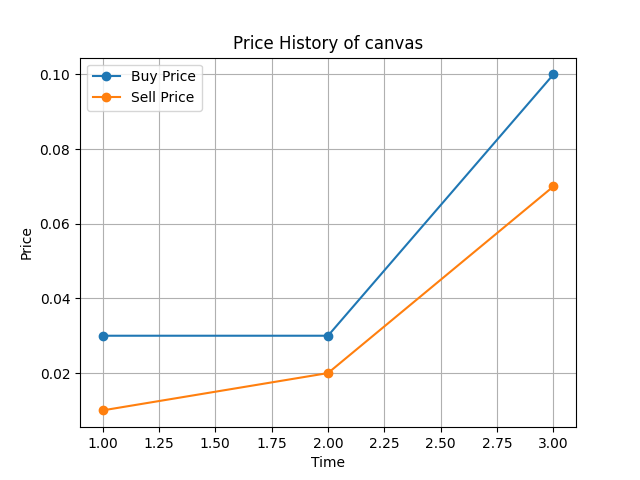 Price History of canvas
Buy Price
Sell Price
0.10
0.08
0.06
0.04
0.02
Price
1.00 1.25 1.50 1.75 2.00 2.25 2.50 2.75 3.00
Time